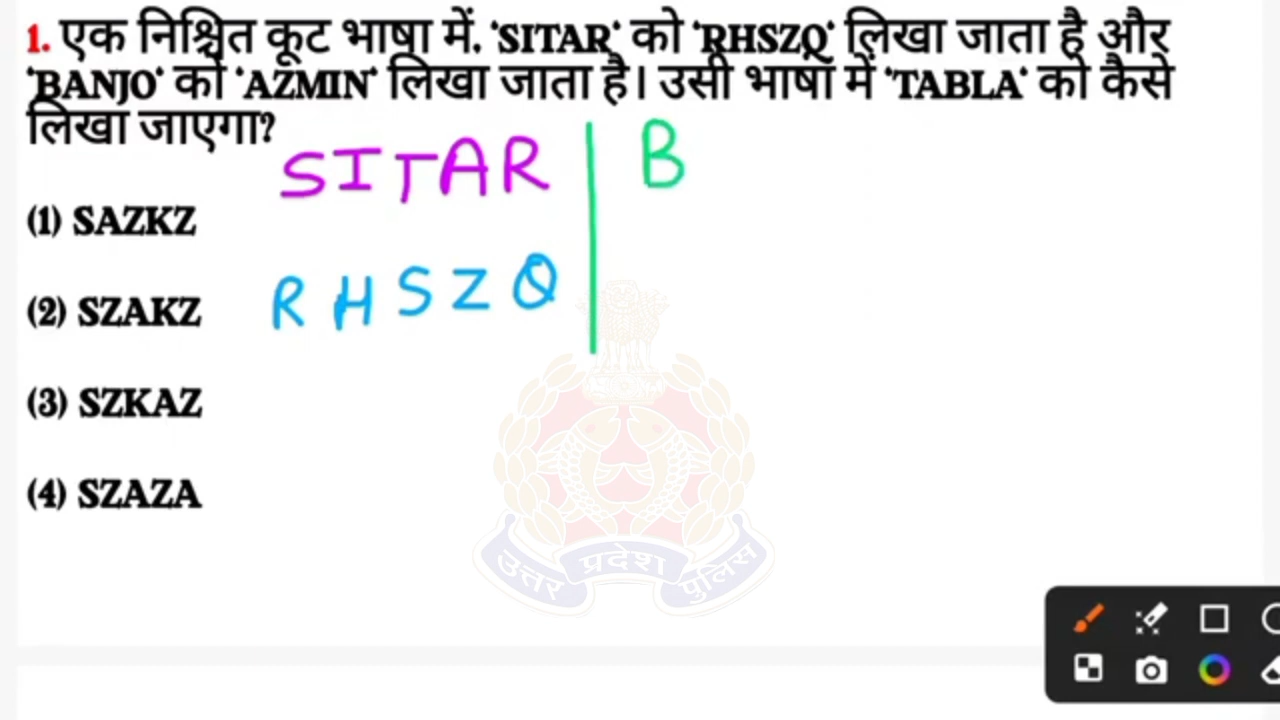 1. एक निश्चित कूट भाषा में. 'SITAR' को 'RHSZQ' लिखा जाता है और
'BANJO' को 'AZMIN' लिखा जाता है। उसी भाषा में 'TABLA' को कैसे
लिखा जाएगा?
SITAR B
(1) SAZKZ
RHSZQ
(2) SZAKZ
(3) SZKAZ
(4) SZAZA
उत्तर प्रदेश पुलिस